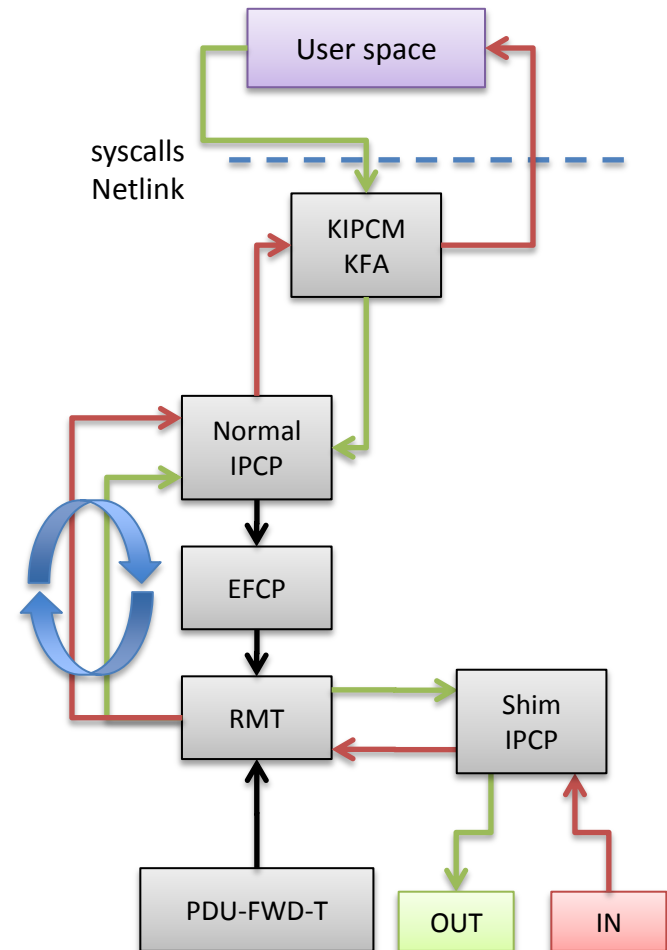 User space
syscalls
Netlink
KIPCM
KFA
Normal
IPCP
EFCP
RMT
Shim
IPCP
PDU-FWD-T
OUT
IN